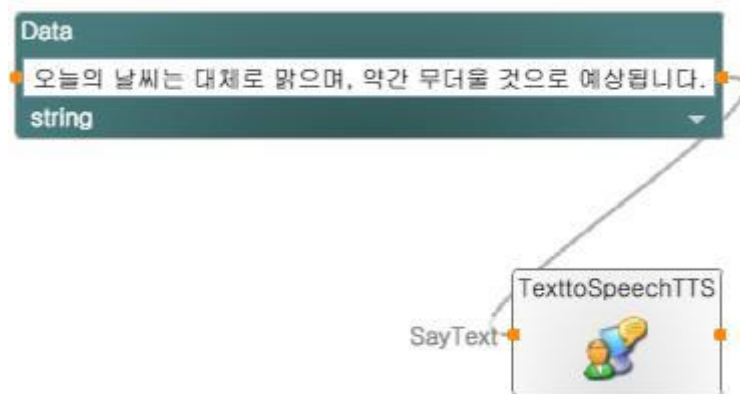 Data
오늘의 날씨는 대체로 맑으며, 약간 무더울 것으로 예상됩니다.
string
TexttoSpeechTTS
SayText